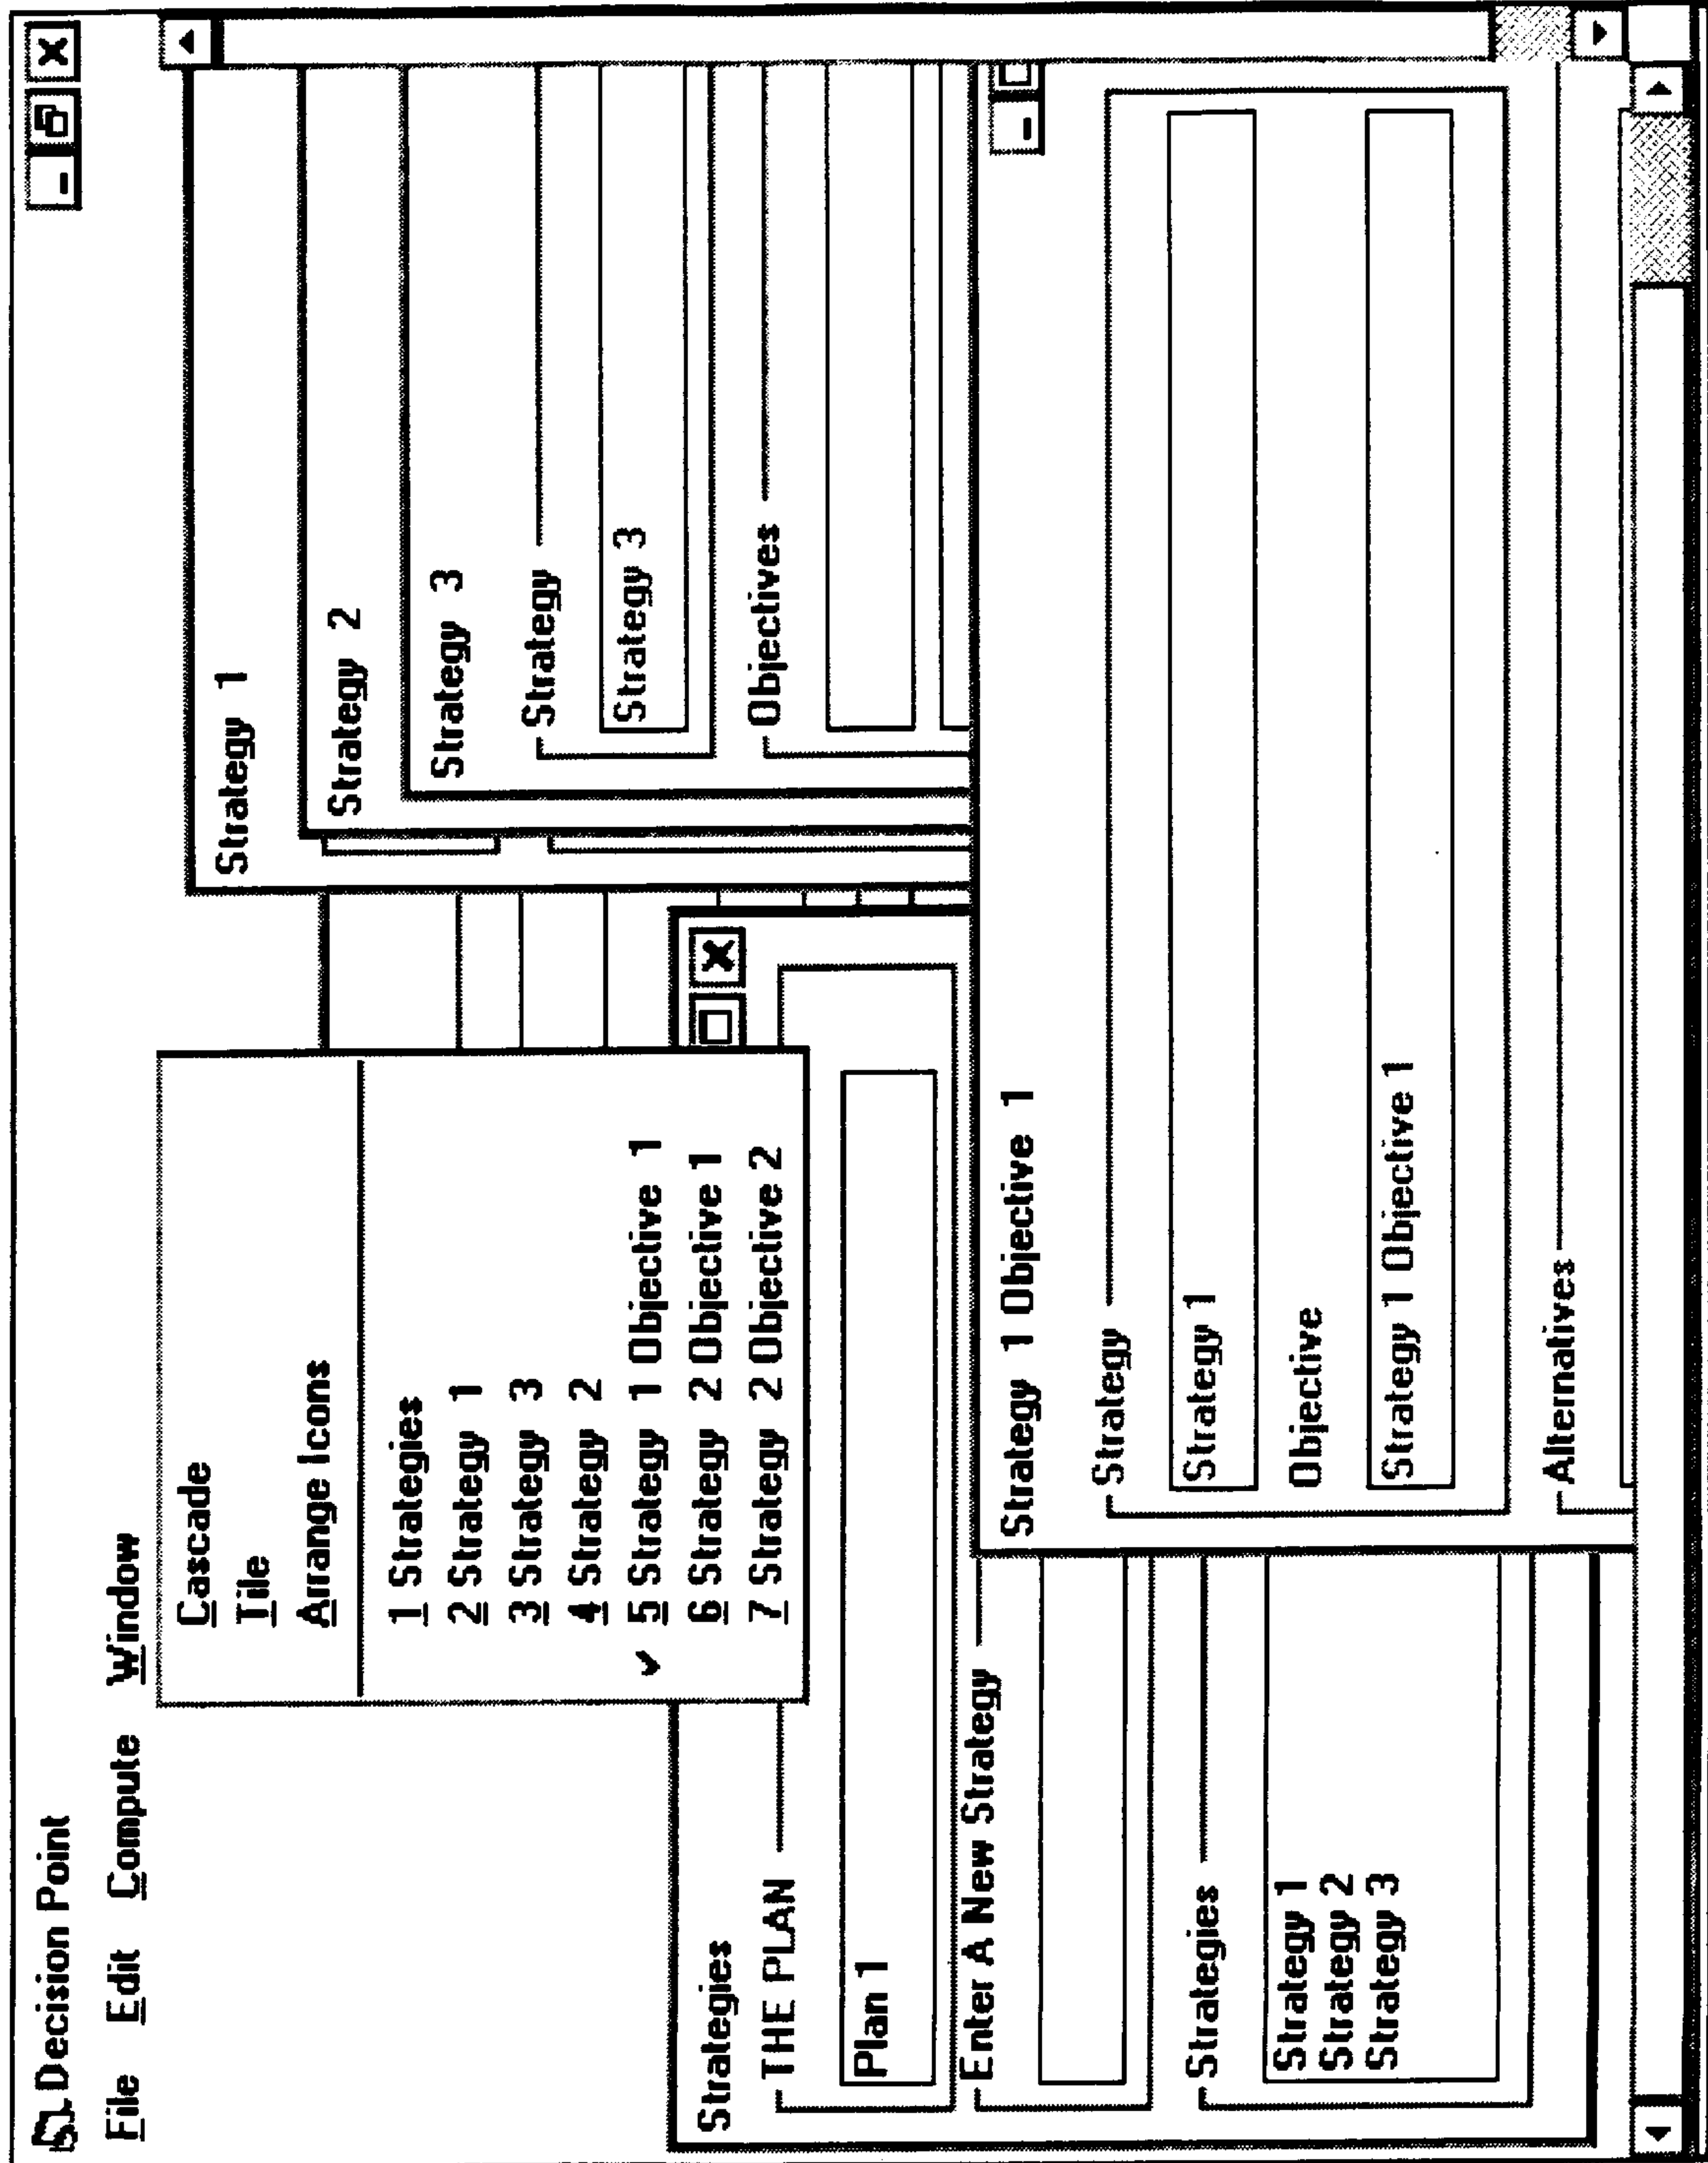 Decision Point
File Edit Compute Window
Cascade
Tile
Arrange Icons
1 Strategies
2 Strategy 1
3 Strategy 3
4 Strategy 2
✔ 5 Strategy 1 Objective 1
6 Strategy 2 Objective 1
7 Strategy 2 Objective 2
Strategies
THE PLAN
Plan 1
Enter A New Strategy
Strategies
Strategy 1
Strategy 2
Strategy 3
Strategy 1
Strategy 2
Strategy 3
Strategy
Strategy 3
Objectives
Strategy 1 Objective 1
Strategy
Strategy 1
Objective
Strategy 1 Objective 1
Alternatives